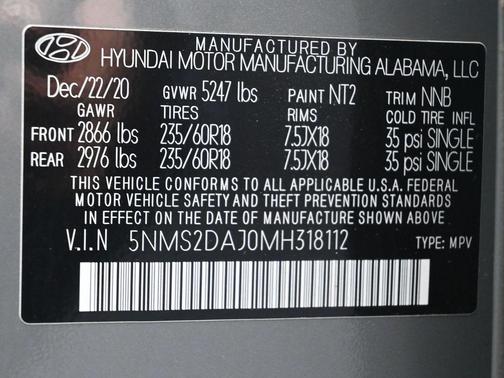 MANUFACTURED BY
HYUNDAI MOTOR MANUFACTURING ALABAMA, LLC
Dec/22/20 GVWR 5247 lbs PAINT NT2 TRIM NNB
GAWR TIRES RIMS COLD TIRE INFL
FRONT 2866 lbs 235/60R18 7.5JX18 35 psi SINGLE
REAR 2976 lbs 235/60R18 7.5JX18 35 psi SINGLE
THIS VEHICLE CONFORMS TO ALL APPLICABLE U.S.A. FEDERAL
MOTOR VEHICLE SAFETY AND THEFT PREVENTION STANDARDS
IN EFFECT ON THE DATE OF MANUFACTURE SHOWN ABOVE
V.I.N 5NMS2DAJ0MH318112 TYPE: MPV